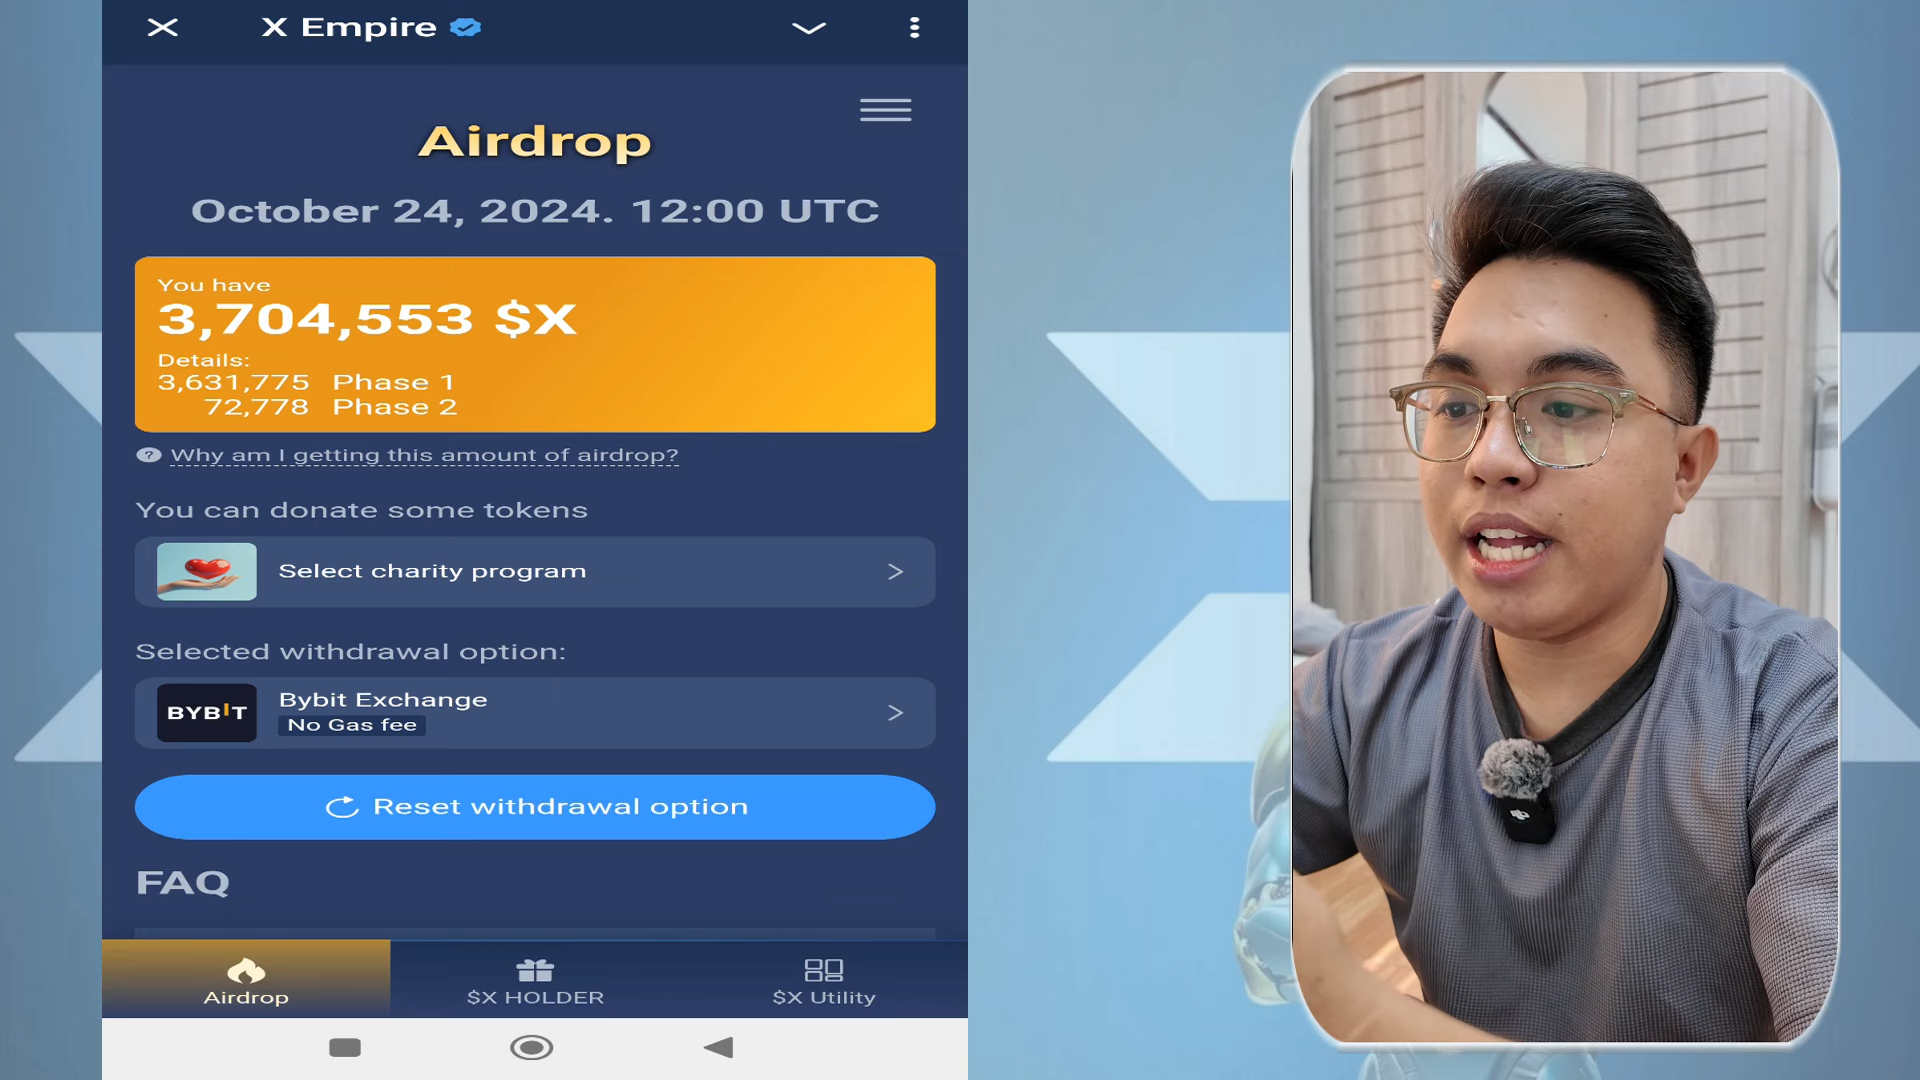 X Empire
Airdrop
October 24, 2024. 12:00 UTC
You have
3,704,553 $X
Details:
3,631,775 Phase 1
72,778 Phase 2
? Why am I getting this amount of airdrop?
You can donate some tokens
Select charity program
Selected withdrawal option:
BYBIT
Bybit Exchange
No Gas fee
Reset withdrawal option
FAQ
Airdrop
$X HOLDER
$X Utility